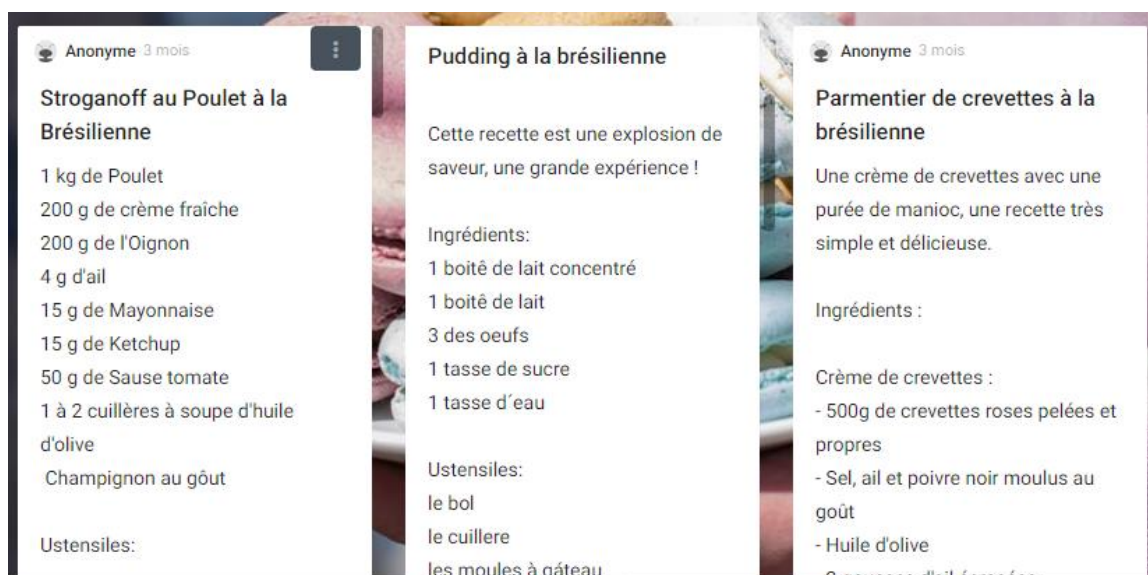 Anonyme 3 mois
Stroganoff au Poulet à la
Brésilienne
1 kg de Poulet
200 g de crème fraîche
200 g de l'Oignon
4 g d'ail
15 g de Mayonnaise
15 g de Ketchup
50 g de Sause tomate
1 à 2 cuillères à soupe d'huile
d'olive
Champignon au gôut
Ustensiles:
Pudding à la brésilienne
Cette recette est une explosion de
saveur, une grande expérience !
Ingrédients:
1 boitê de lait concentré
1 boitê de lait
3 des oeufs
1 tasse de sucre
1 tasse d´eau
Ustensiles:
le bol
le cuillere
les moules à gâteau
Anonyme 3 mois
Parmentier de crevettes à la
brésilienne
Une crème de crevettes avec une
purée de manioc, une recette très
simple et délicieuse.
Ingrédients :
Crème de crevettes :
- 500g de crevettes roses pelées et
propres
- Sel, ail et poivre noir moulus au
goût
- Huile d'olive